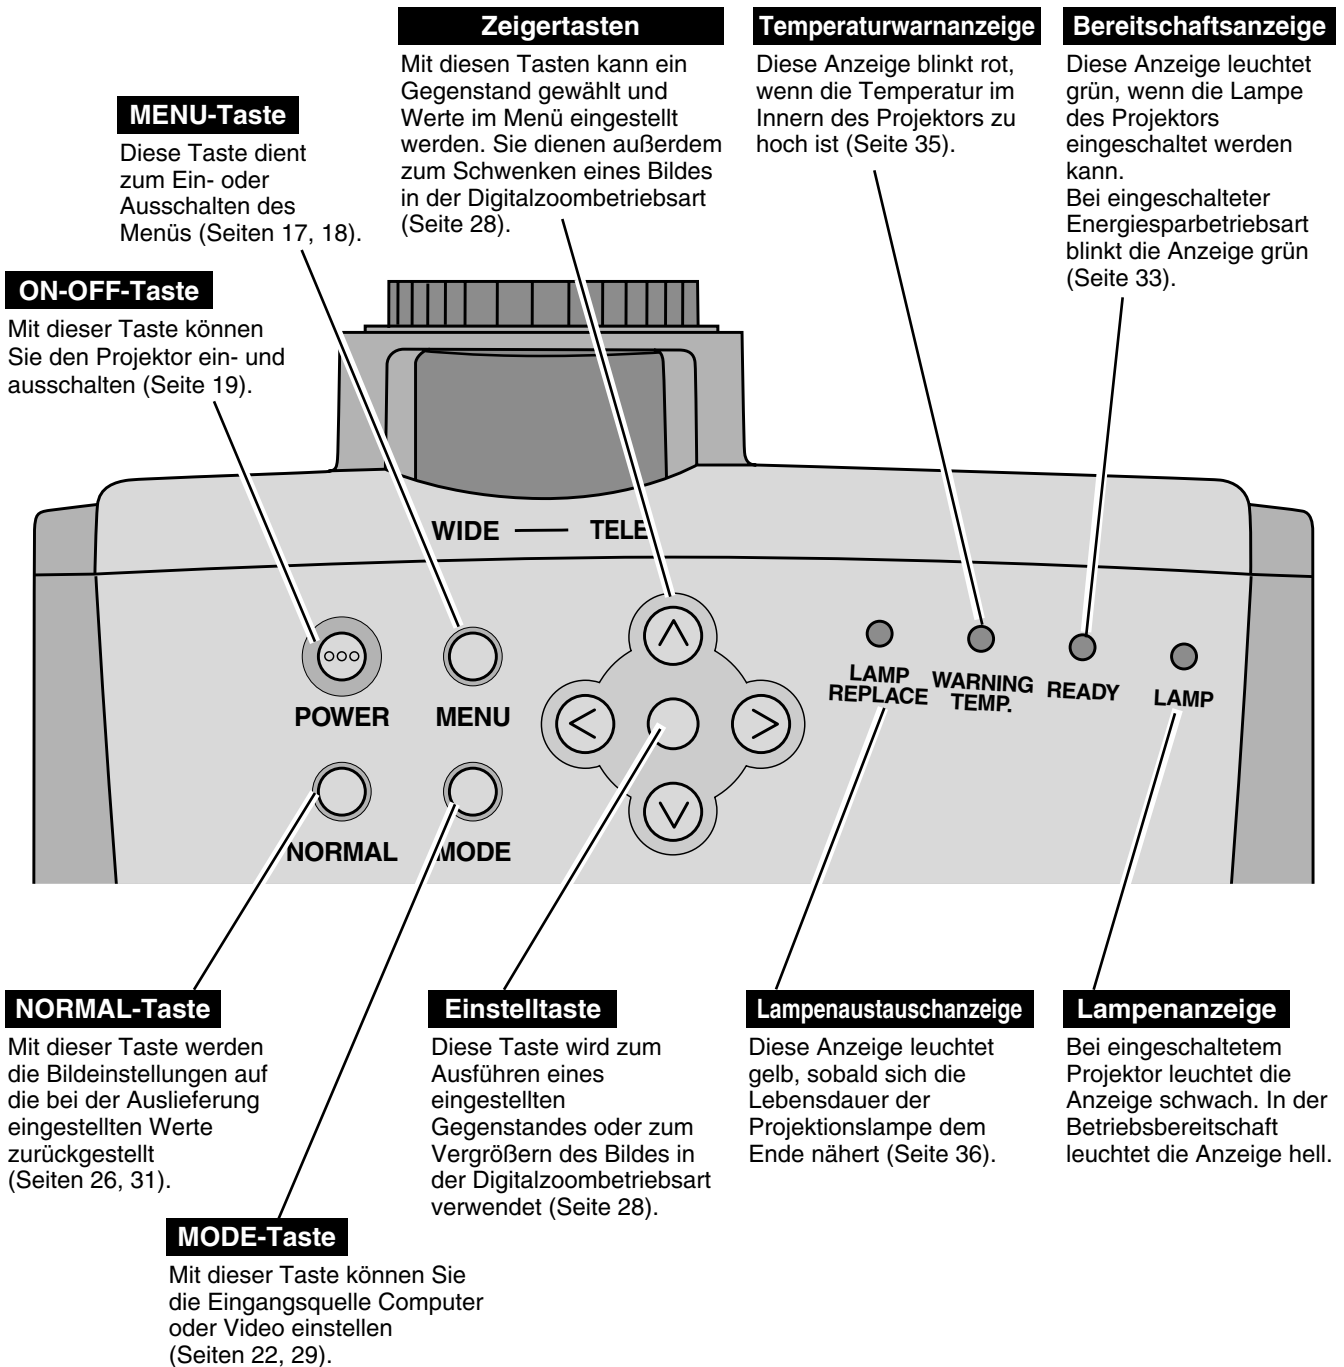 Zeigertasten
Mit diesen Tasten kann ein
Gegenstand gewählt und
Werte im Menü eingestellt
werden. Sie dienen außerdem
zum Schwenken eines Bildes
in der Digitalzoombetriebsart
(Seite 28).
Temperaturwarnanzeige
Diese Anzeige blinkt rot,
wenn die Temperatur im
Innern des Projektors zu
hoch ist (Seite 35).
Bereitschaftsanzeige
Diese Anzeige leuchtet
grün, wenn die Lampe
des Projektors
eingeschaltet werden
kann.
Bei eingeschalteter
Energiesparbetriebsart
blinkt die Anzeige grün
(Seite 33).
MENU-Taste
Diese Taste dient
zum Ein- oder
Ausschalten des
Menüs (Seiten 17, 18).
ON-OFF-Taste
Mit dieser Taste können
Sie den Projektor ein- und
ausschalten (Seite 19).
WIDE — TELE
POWER
MENU
NORMAL
MODE
LAMP
REPLACE
WARNING
TEMP.
READY
LAMP
NORMAL-Taste
Mit dieser Taste werden
die Bildeinstellungen auf
die bei der Auslieferung
eingestellten Werte
zurückgestellt
(Seiten 26, 31).
MODE-Taste
Mit dieser Taste können Sie
die Eingangsquelle Computer
oder Video einstellen
(Seiten 22, 29).
Einstelltaste
Diese Taste wird zum
Ausführen eines
eingestellten
Gegenstandes oder zum
Vergrößern des Bildes in
der Digitalzoombetriebsart
verwendet (Seite 28).
Lampenaustauschanzeige
Diese Anzeige leuchtet
gelb, sobald sich die
Lebensdauer der
Projektionslampe dem
Ende nähert (Seite 36).
Lampenanzeige
Bei eingeschaltetem
Projektor leuchtet die
Anzeige schwach. In der
Betriebsbereitschaft
leuchtet die Anzeige hell.